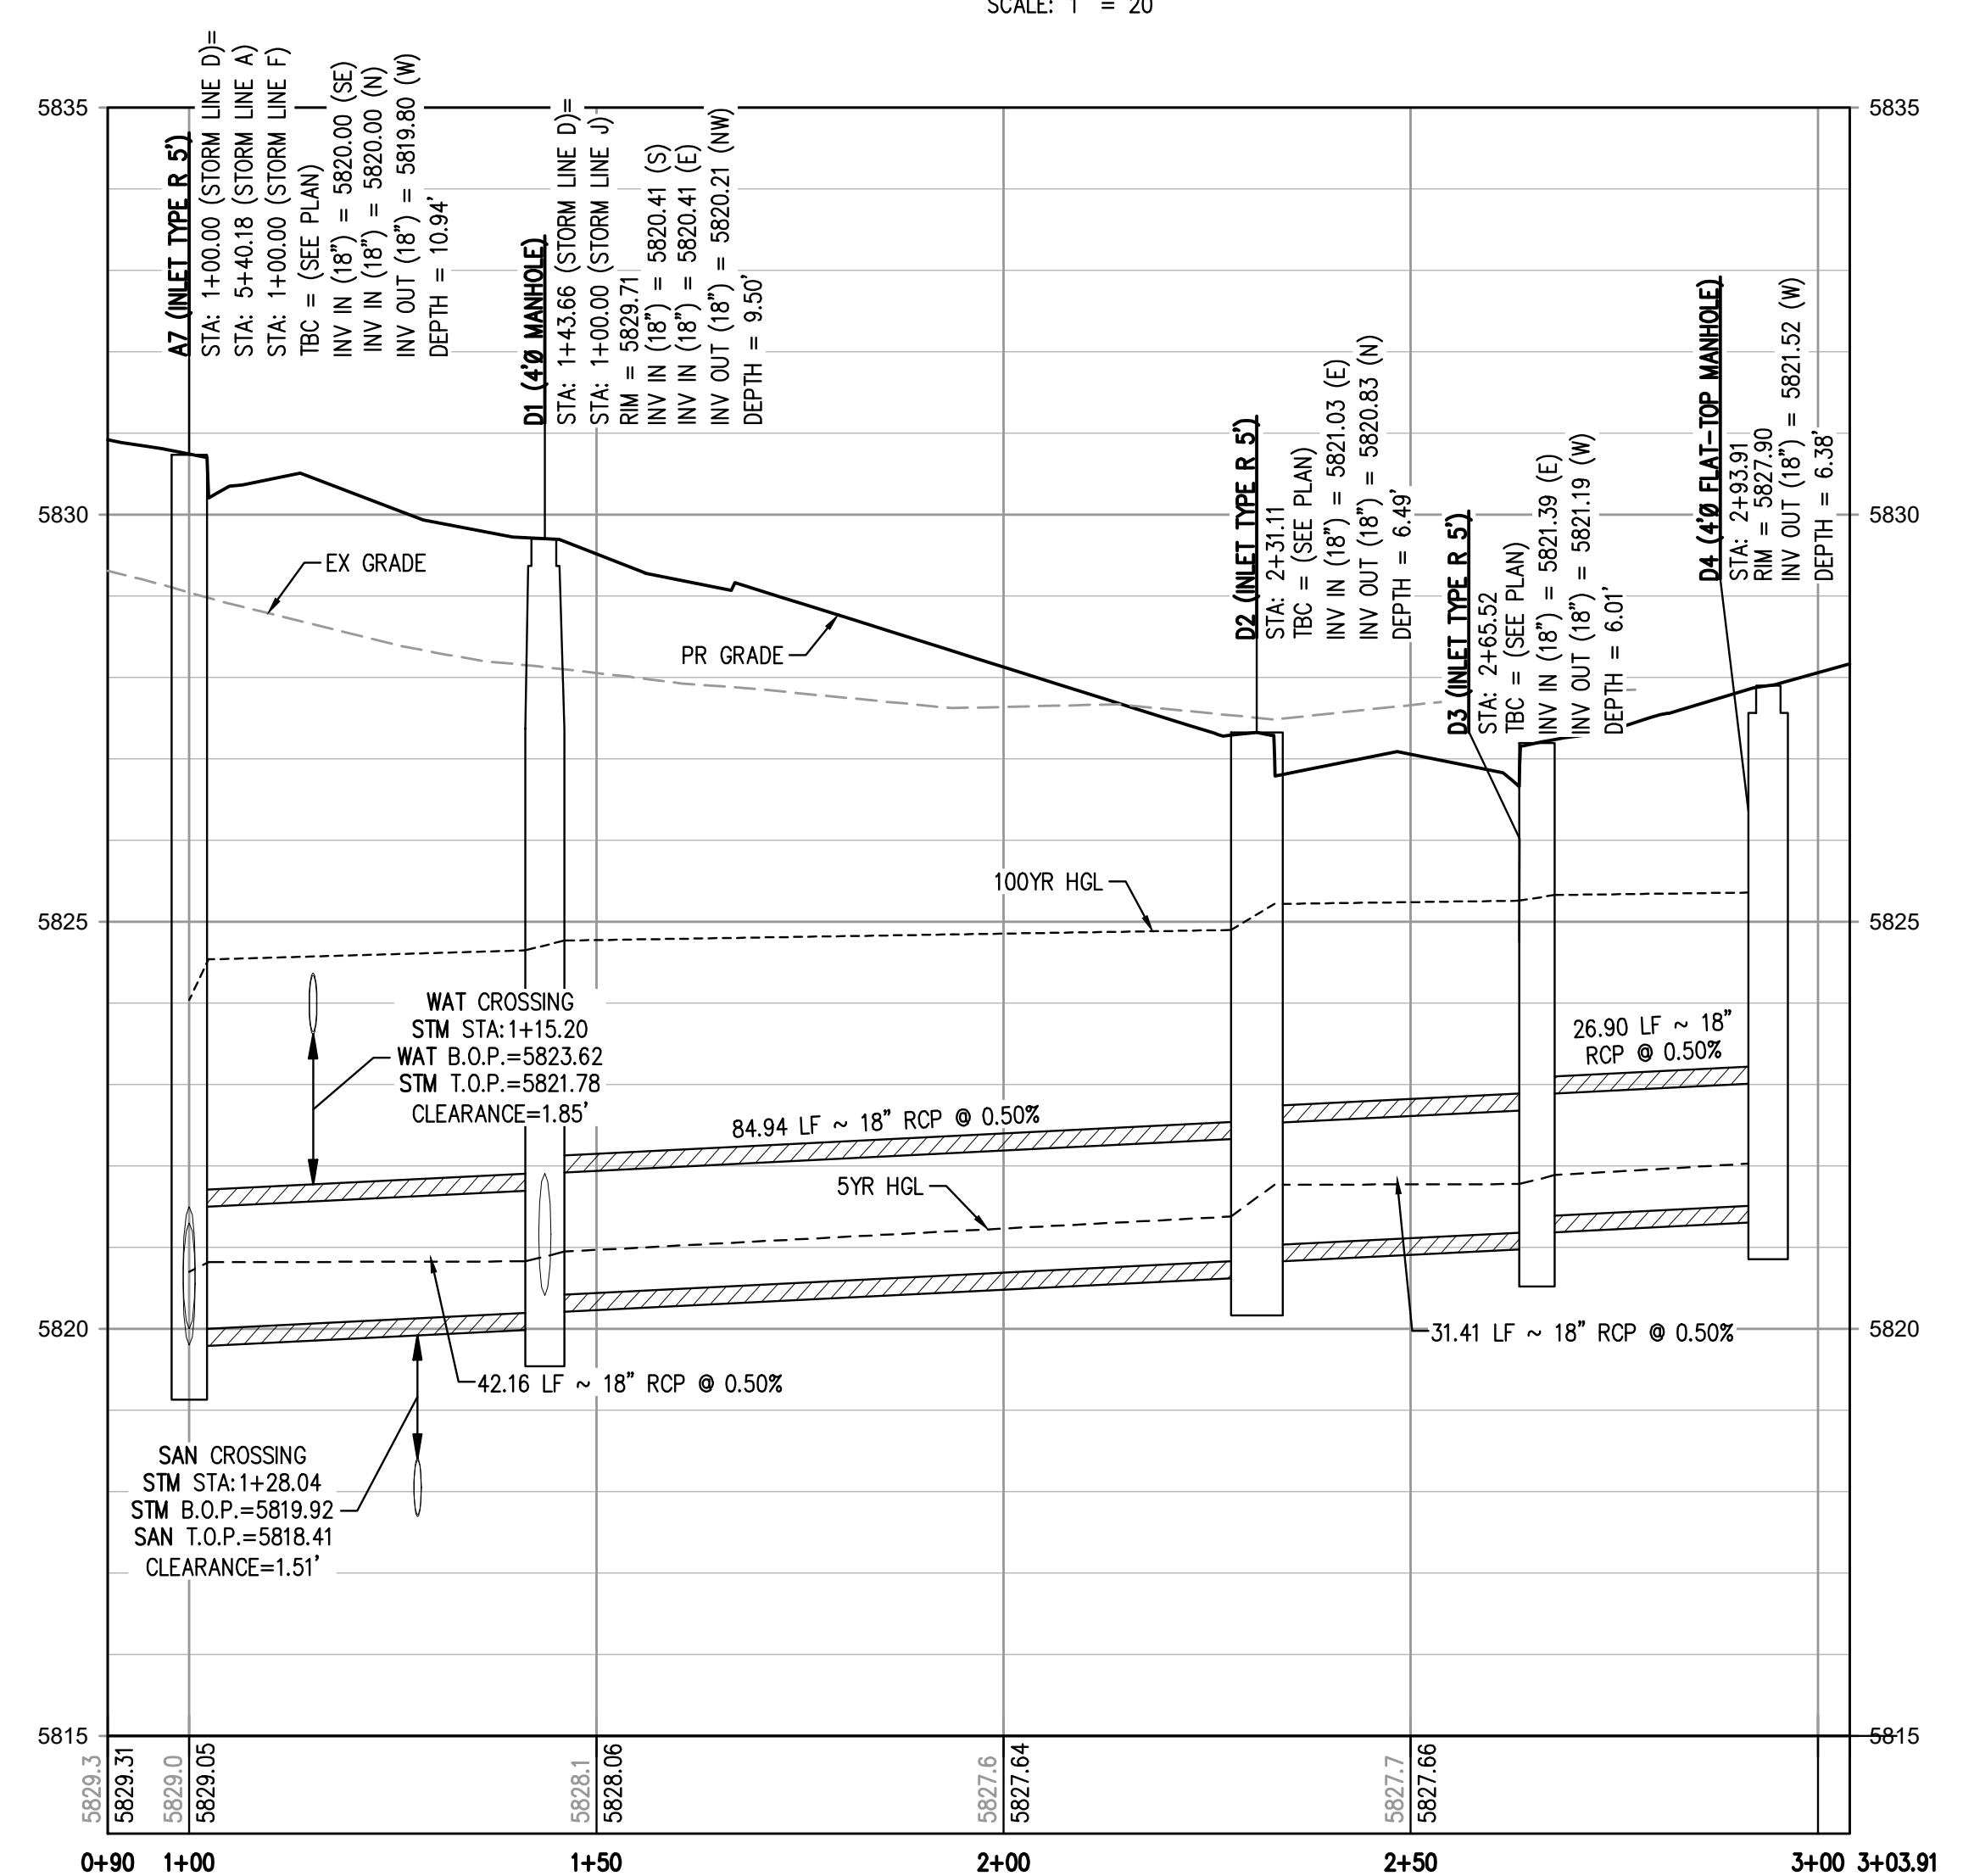 SCALE: 1" = 20'
5835
5835
5830
5830
5825
5825
5820
5820
5815
5815
A7 (INLET TYPE R 5')
STA: 1+00.00 (STORM LINE D)=
STA: 5+40.18 (STORM LINE A)
STA: 1+00.00 (STORM LINE F)
TBC = (SEE PLAN)
INV IN (18") = 5820.00 (SE)
INV IN (18") = 5820.00 (N)
INV OUT (18") = 5819.80 (W)
DEPTH = 10.94'
D1 (4'Ø MANHOLE)
STA: 1+43.66 (STORM LINE D)=
STA: 1+00.00 (STORM LINE J)
RIM = 5829.71
INV IN (18") = 5820.41 (S)
INV IN (18") = 5820.41 (E)
INV OUT (18") = 5820.21 (NW)
DEPTH = 9.50'
D2 (INLET TYPE R 5')
STA: 2+31.11
TBC = (SEE PLAN)
INV IN (18") = 5821.03 (E)
INV OUT (18") = 5820.83 (N)
DEPTH = 6.49'
D3 (INLET TYPE R 5')
STA: 2+65.52
TBC = (SEE PLAN)
INV IN (18") = 5821.39 (E)
INV OUT (18") = 5821.19 (W)
DEPTH = 6.01'
D4 (4'Ø FLAT-TOP MANHOLE)
STA: 2+93.91
RIM = 5827.90
INV OUT (18") = 5821.52 (W)
DEPTH = 6.38'
EX GRADE
PR GRADE
100YR HGL
WAT CROSSING
STM STA:1+15.20
WAT B.O.P.=5823.62
STM T.O.P.=5821.78
CLEARANCE=1.85'
26.90 LF ~ 18"
RCP @ 0.50%
84.94 LF ~ 18" RCP @ 0.50%
5YR HGL
31.41 LF ~ 18" RCP @ 0.50%
42.16 LF ~ 18" RCP @ 0.50%
SAN CROSSING
STM STA:1+28.04
STM B.O.P.=5819.92
SAN T.O.P.=5818.41
CLEARANCE=1.51'
5829.3
5829.31
5829.0
5829.05
5828.1
5828.06
5827.6
5827.64
5827.7
5827.66
0+90
1+00
1+50
2+00
2+50
3+00
3+03.91